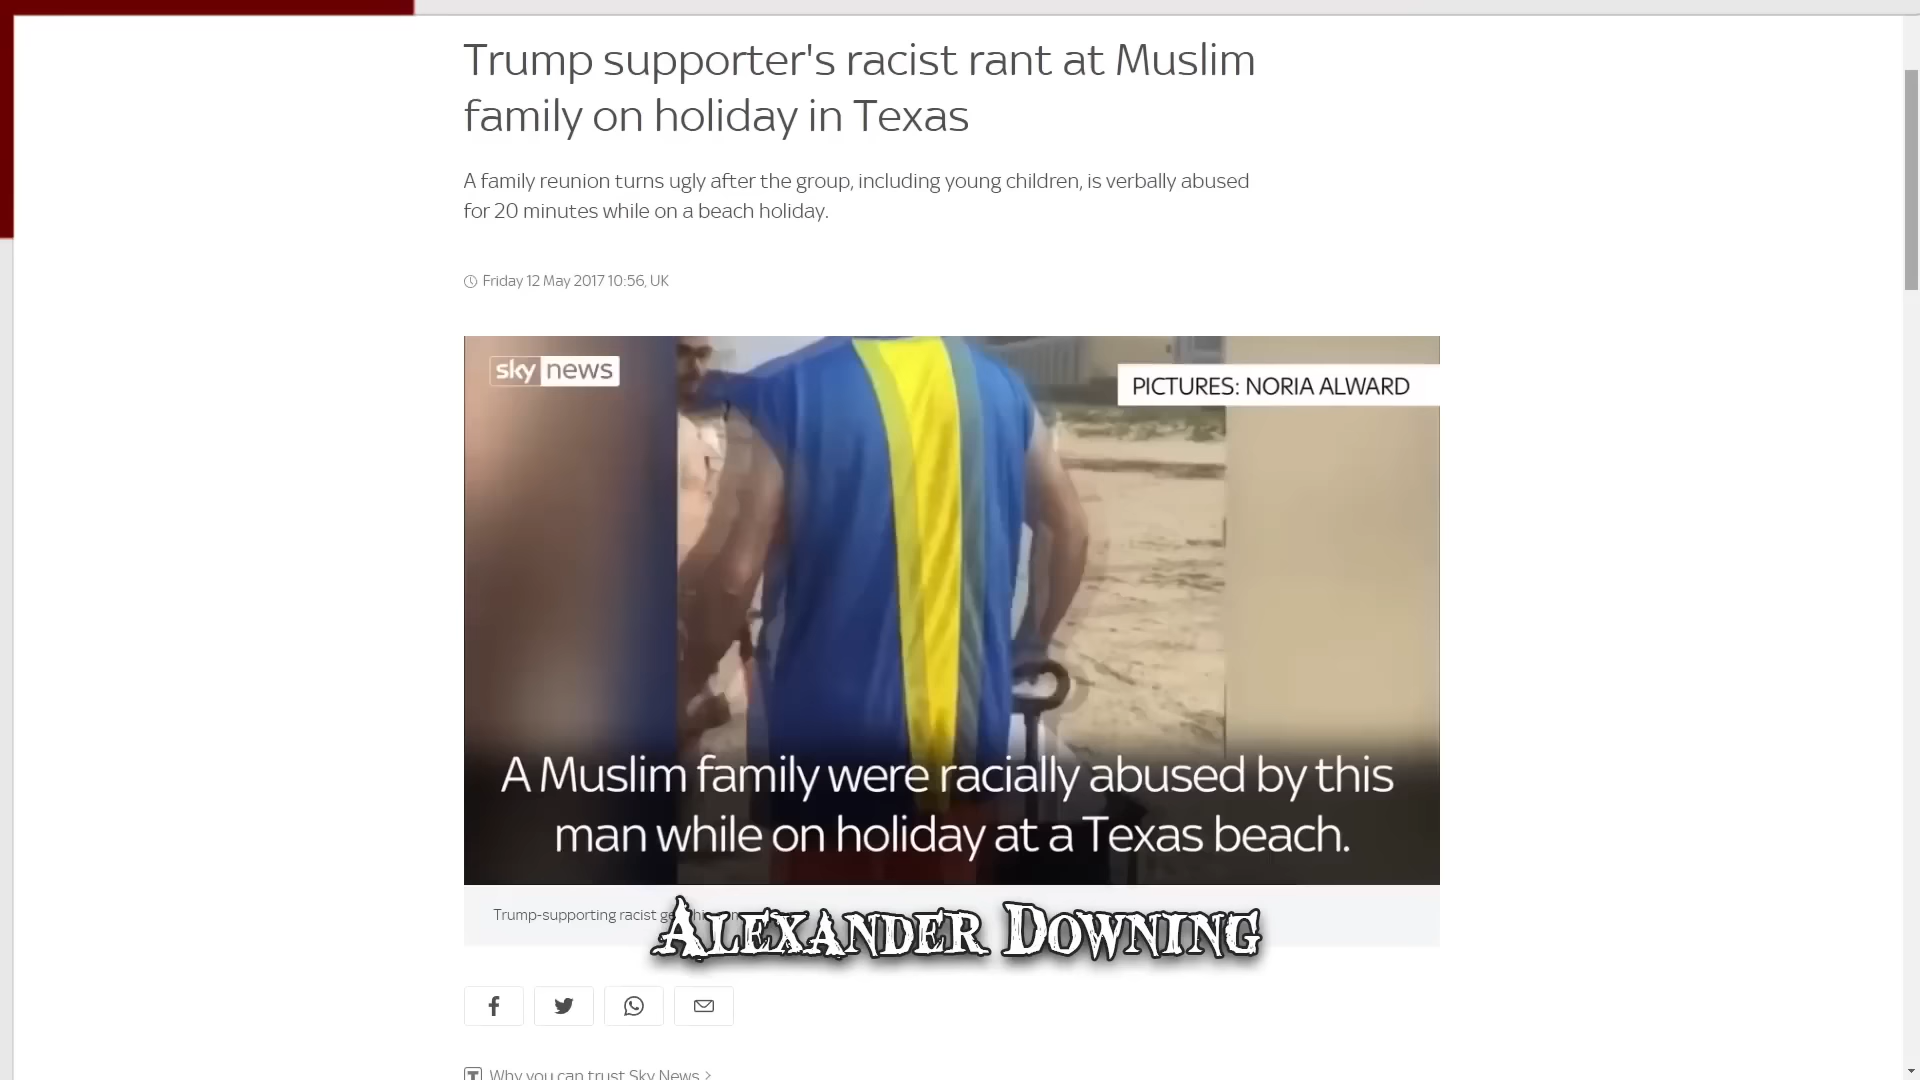 Trump supporter's racist rant at Muslim
family on holiday in Texas
A family reunion turns ugly after the group, including young children, is verbally abused
for 20 minutes while on a beach holiday.
Friday 12 May 2017 10:56, UK
sky news
PICTURES: NORIA ALWARD
A Muslim family were racially abused by this
man while on holiday at a Texas beach.
Trump-supporting racist
Alexander Downing
Why you can trust Sky News >